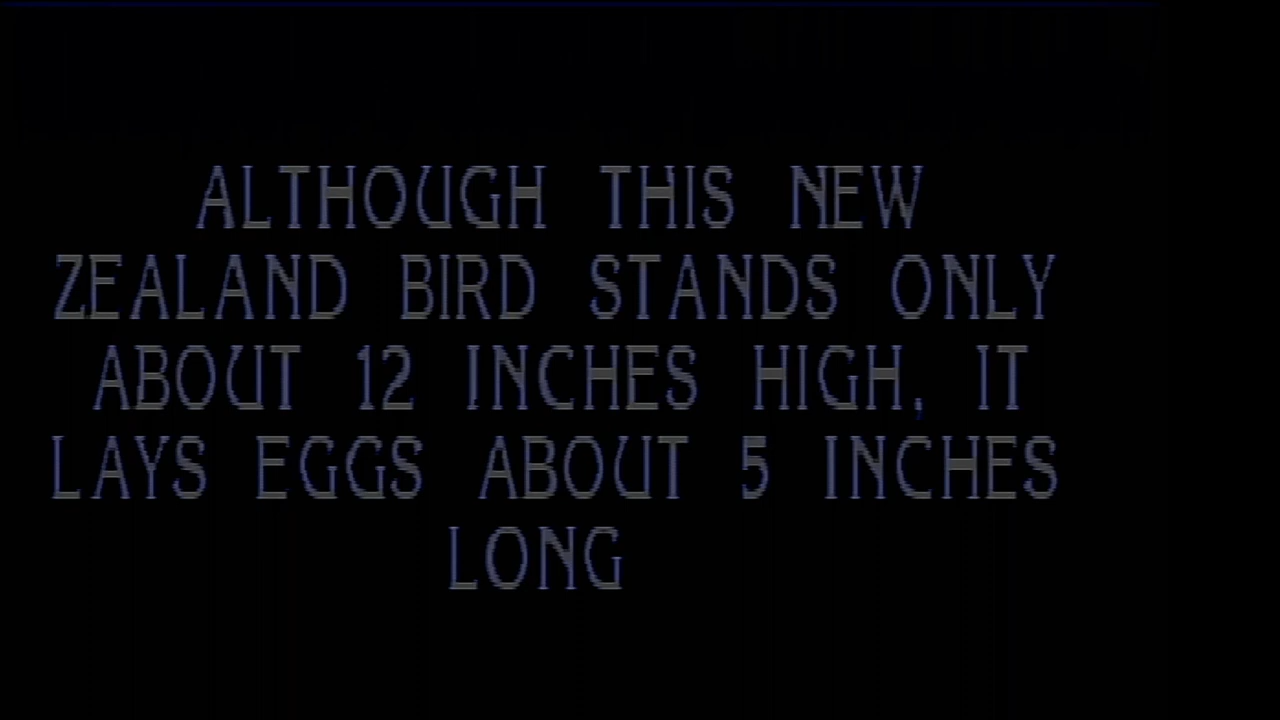 ALTHOUGH THIS NEW
ZEALAND BIRD STANDS ONLY
ABOUT 12 INCHES HIGH, IT
LAYS EGGS ABOUT 5 INCHES
LONG